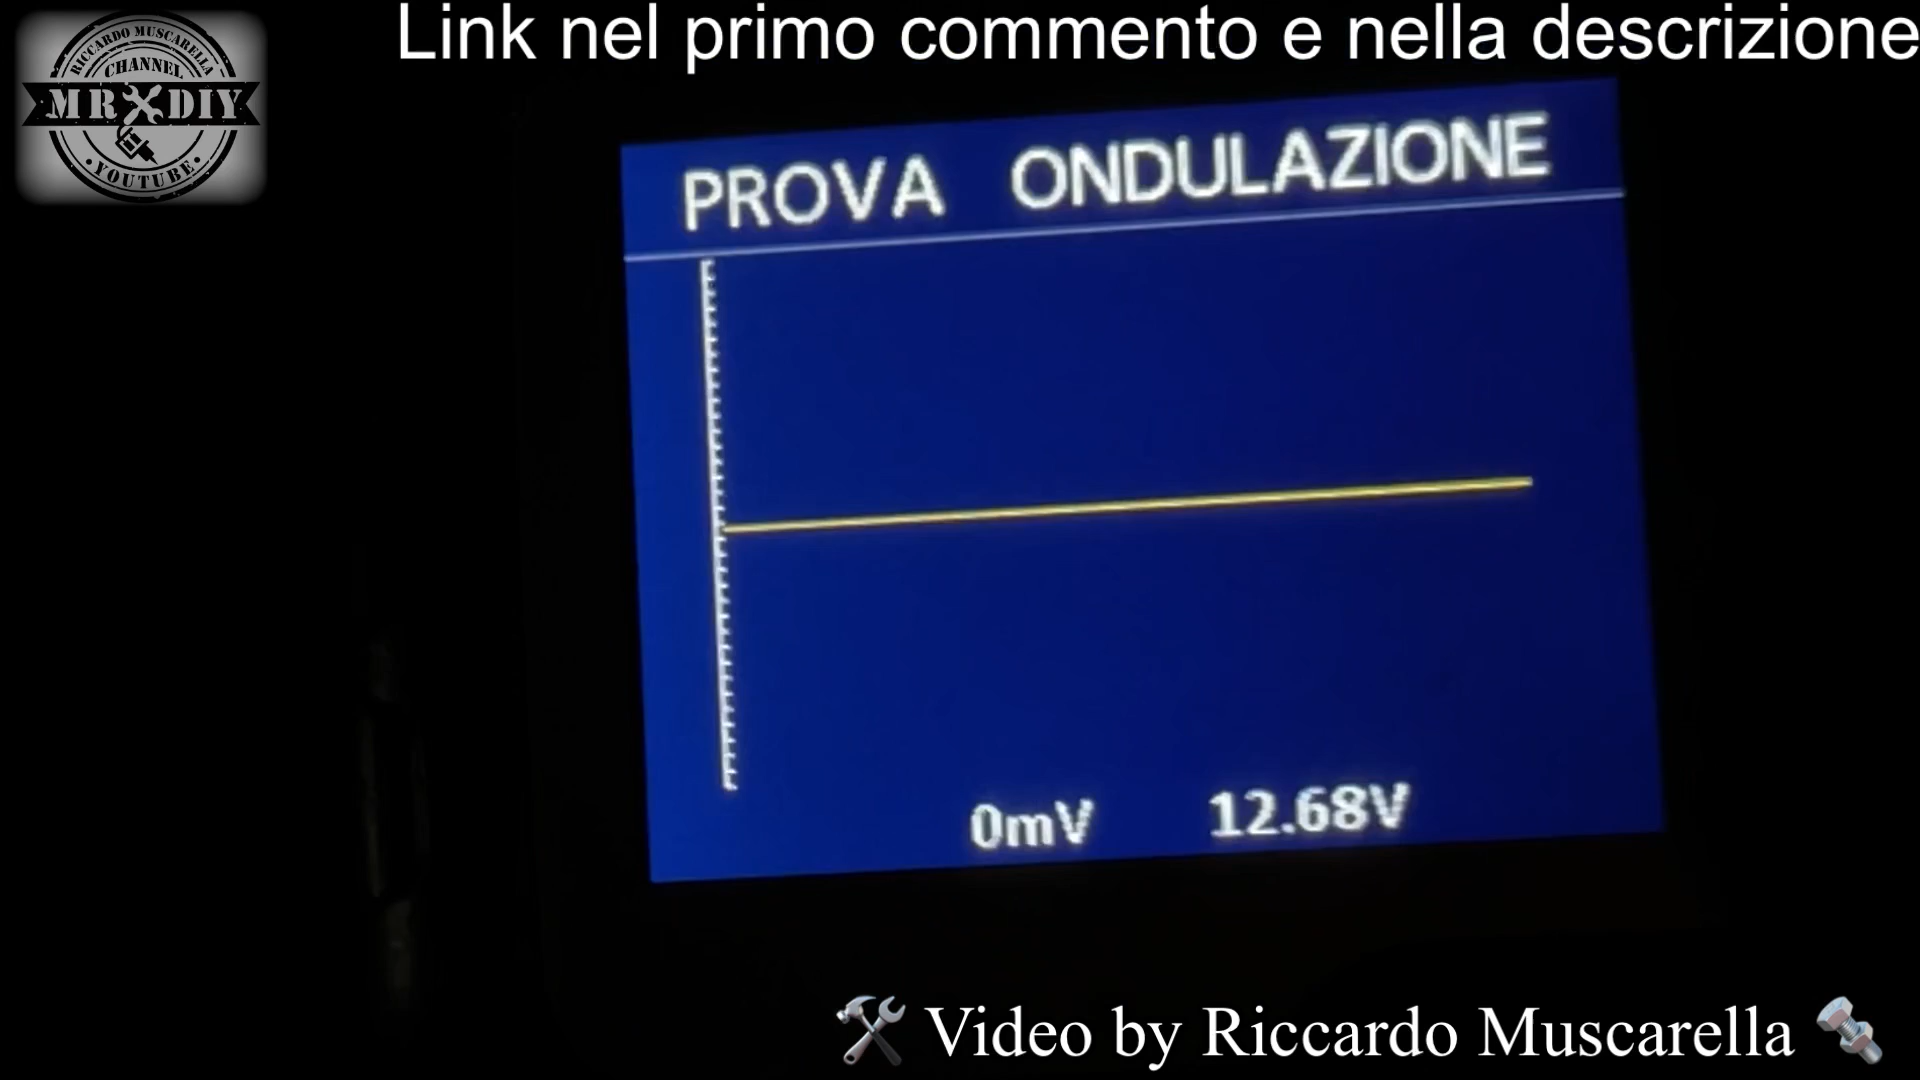 Link nel primo commento e nella descrizione
RICCARDO MUSCARELLA
CHANNEL
MR DIY
YOUTUBE
PROVA ONDULAZIONE
0mV 12.68V
Video by Riccardo Muscarella